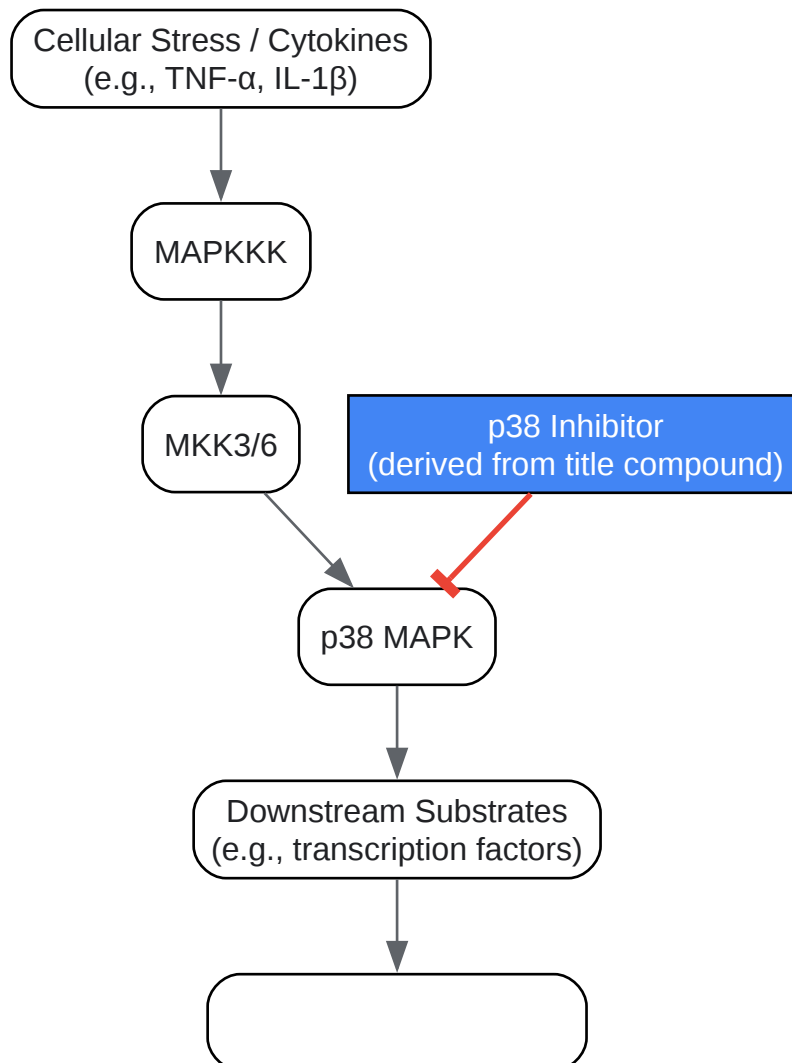 Cellular Stress / Cytokines
(e.g., TNF-α, IL-1β)
MAPKKK
MKK3/6
p38 Inhibitor
(derived from title compound)
p38 MAPK
Downstream Substrates
(e.g., transcription factors)